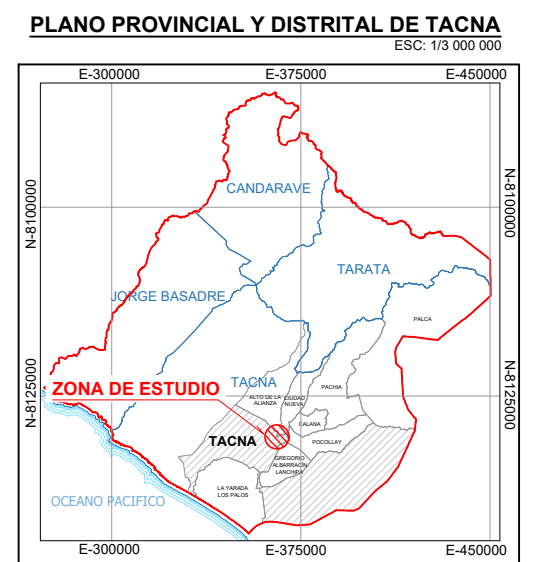 PLANO PROVINCIAL Y DISTRITAL DE TACNA
ESC: 1/3 000 000
E-300000
E-375000
E-450000
CANDARAVE
N-8100000
N-8100000
TARATA
JORGE BASADRE
PALCA
N-8125000
N-8125000
ZONA DE ESTUDIO
TACNA
PACHIA
ALTO DE LA
ALIANZA
CIUDAD
NUEVA
CALANA
TACNA
POCOLLAY
GREGORIO
ALBARRACIN
LANCHIPA
LA YARADA
LOS PALOS
OCEANO PACIFICO
E-300000
E-375000
E-450000